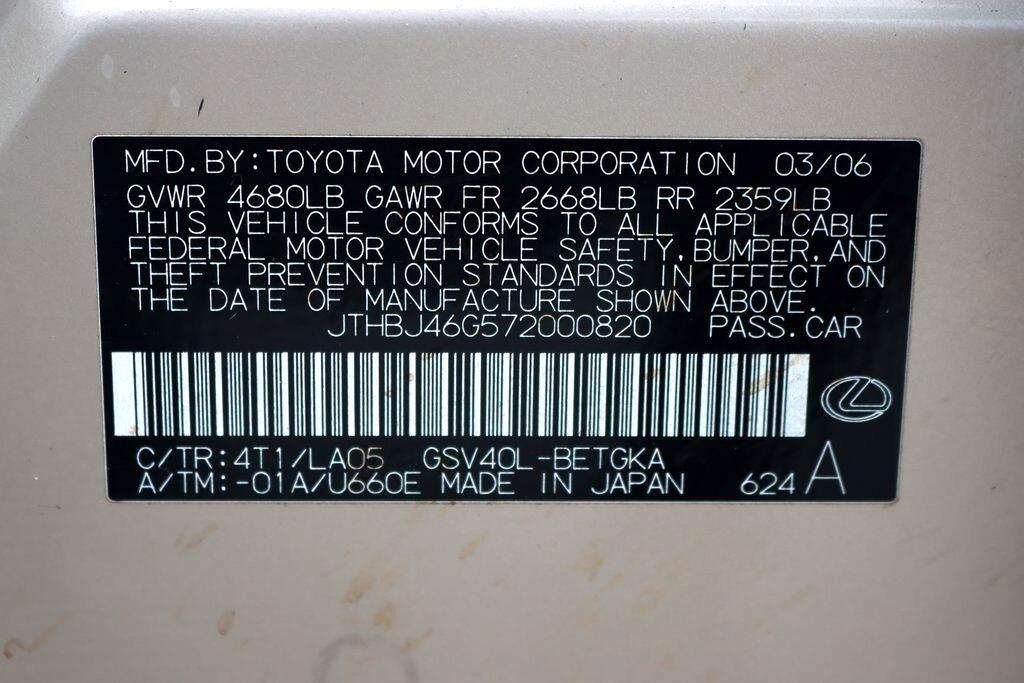 MFD.BY:TOYOTA MOTOR CORPORATION 03/06
GVWR 4680LB GAWR FR 2668LB RR 2359LB
THIS VEHICLE CONFORMS TO ALL APPLICABLE
FEDERAL MOTOR VEHICLE SAFETY,BUMPER,AND
THEFT PREVENTION STANDARDS IN EFFECT ON
THE DATE OF MANUFACTURE SHOWN ABOVE.
JTHBJ46G572000820 PASS.CAR
C/TR:4T1/LA05 GSV40L-BETGKA
A/TM:-01A/U660E MADE IN JAPAN 624 A